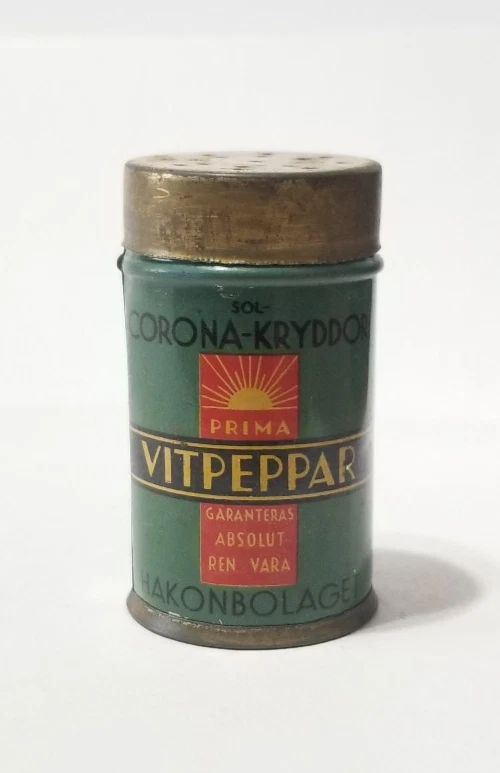 SOL-
CORONA-KRYDDOR
PRIMA
VITPEPPAR
GARANTERAS
ABSOLUT
REN VARA
HAKONBOLAGET